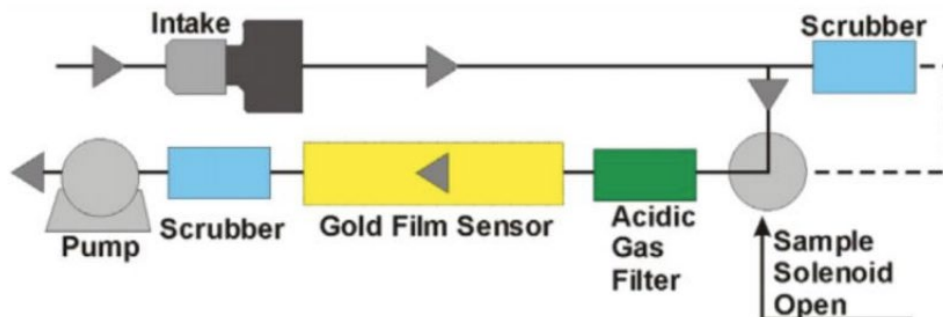 Intake
Scrubber
Pump
Scrubber
Gold Film Sensor
Acidic
Gas
Filter
Sample
Solenoid
Open